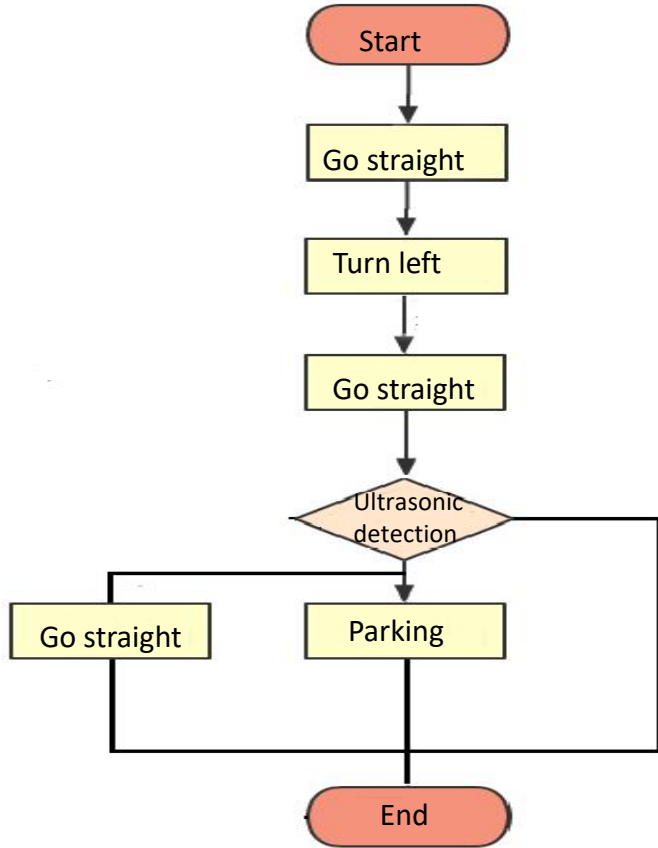 Start
Go straight
Turn left
Go straight
Ultrasonic
detection
Go straight
Parking
End